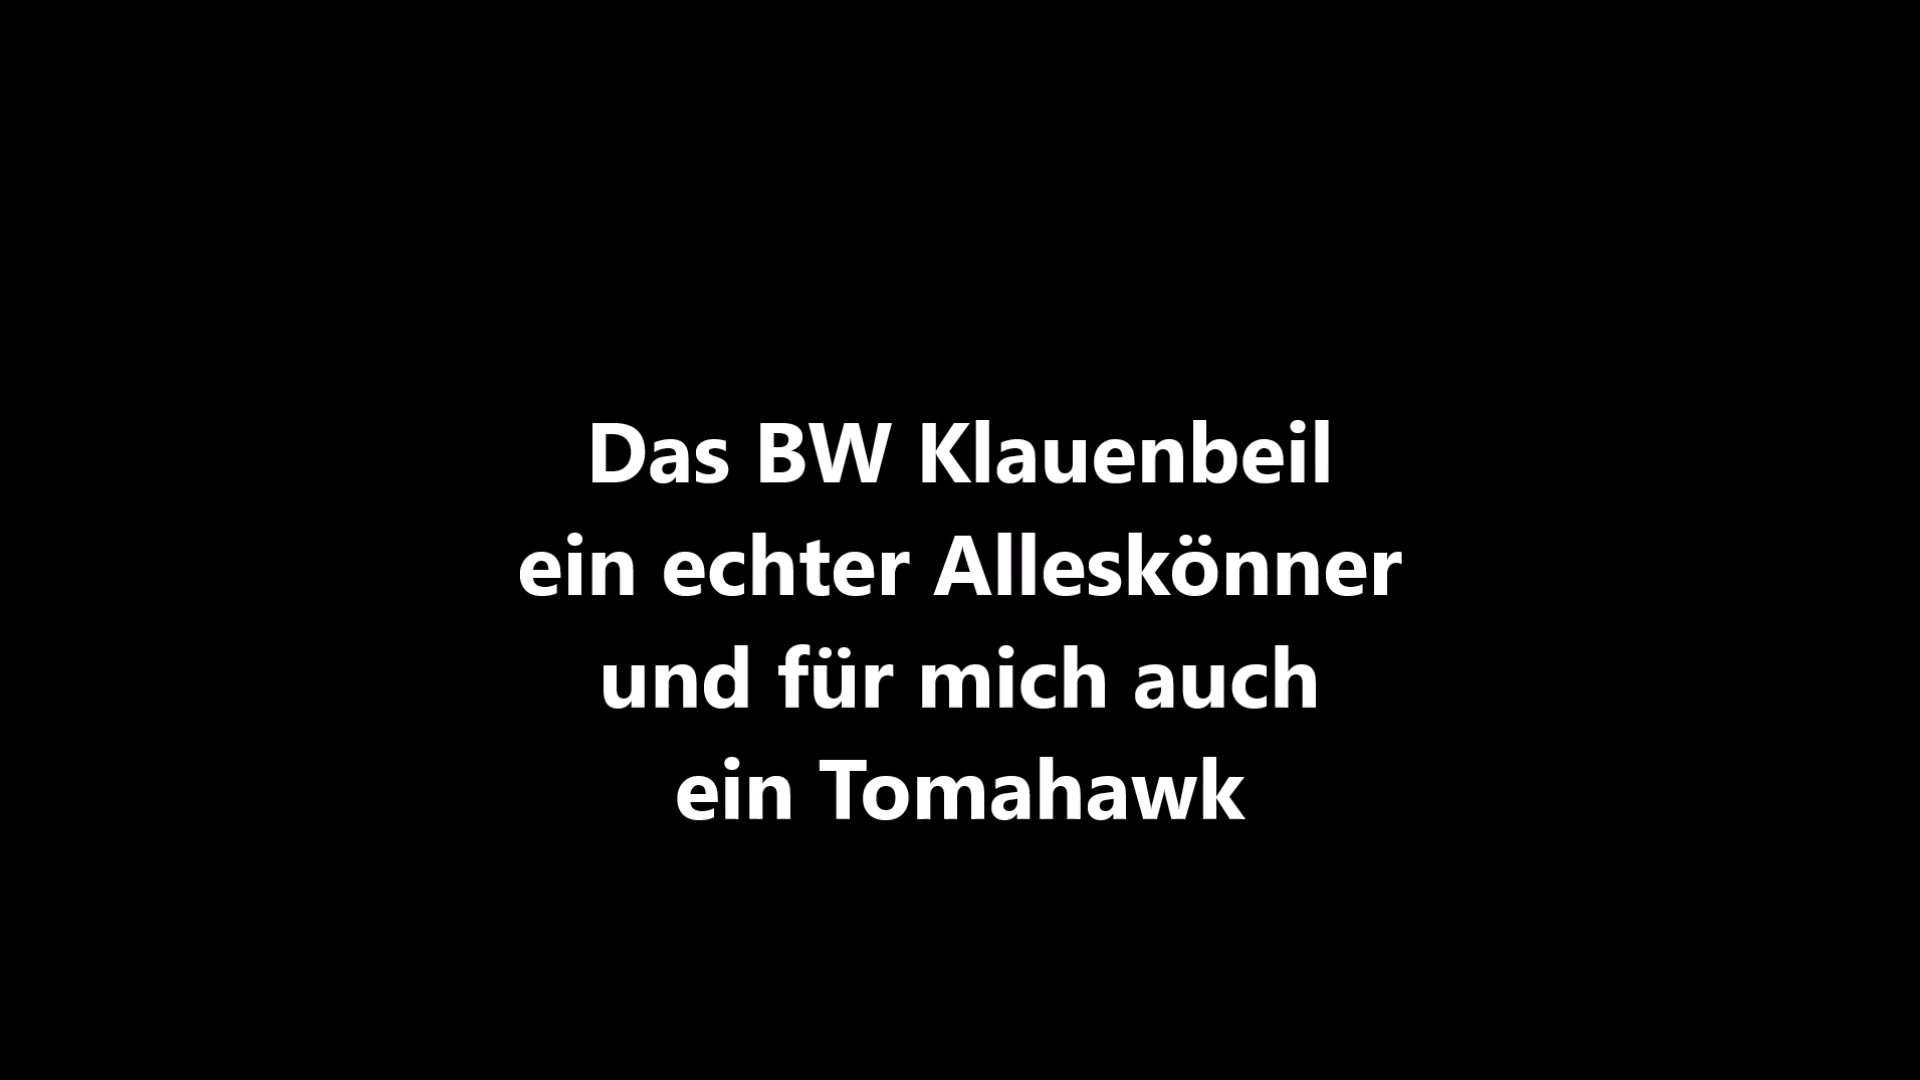 Das BW Klauenbeil
ein echter Alleskönner
und für mich auch
ein Tomahawk